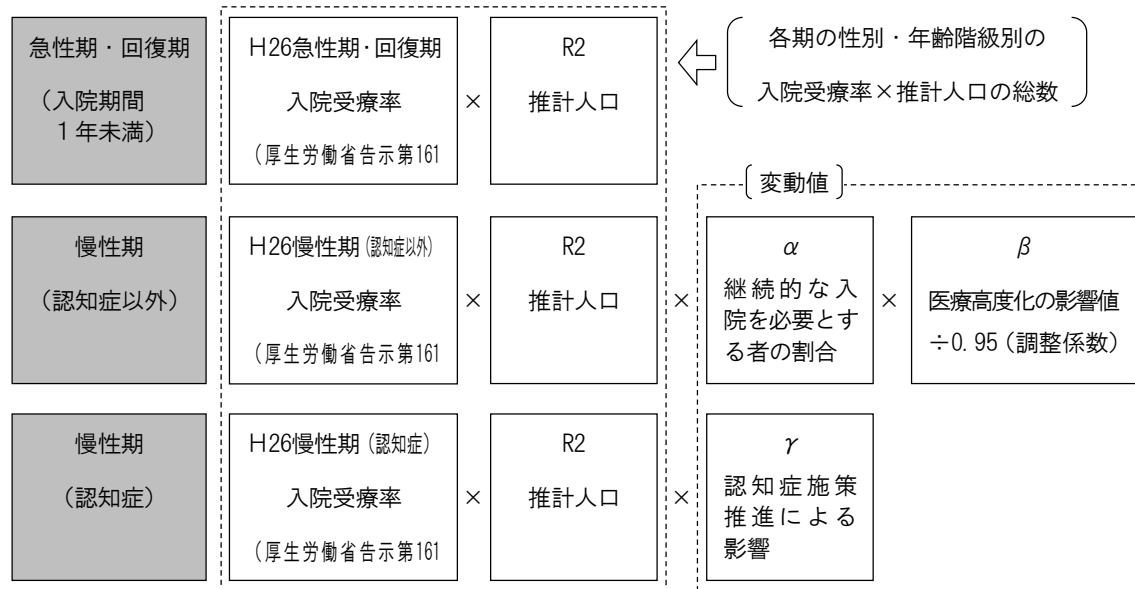 急性期・回復期
（入院期間
１年未満）
H26急性期・回復期
入院受療率
（厚生労働省告示第161
×
R2
推計人口
各期の性別・年齢階級別の
入院受療率×推計人口の総数
変動値
慢性期
（認知症以外）
H26慢性期（認知症以外）
入院受療率
（厚生労働省告示第161
×
R2
推計人口
×
α
継続的な入
院を必要とす
る者の割合
×
β
医療高度化の影響値
÷0.95（調整係数）
慢性期
（認知症）
H26慢性期（認知症）
入院受療率
（厚生労働省告示第161
×
R2
推計人口
×
γ
認知症施策
推進による
影響